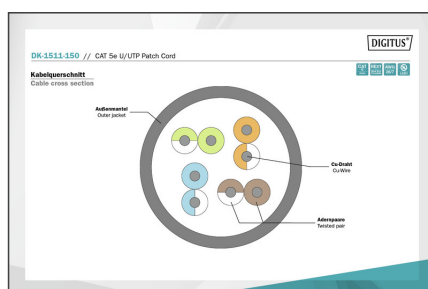 DIGITUS®
DK-1511-150 // CAT 5e U/UTP Patch Cord
Kabelquerschnitt
Cable cross section
Außenmantel
Outer jacket
Cu-Draht
Cu-Wire
Adernpaare
Twisted pair